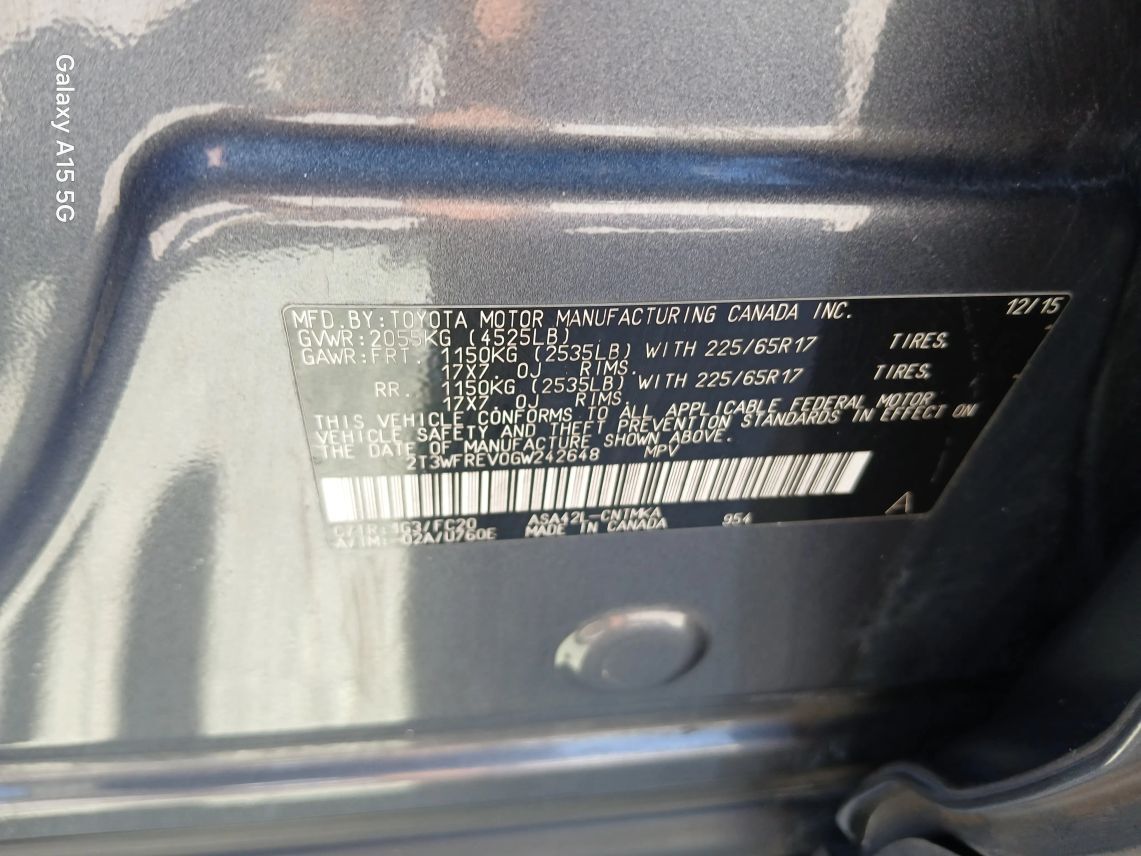 Galaxy A15 5G
MFD. BY: TOYOTA MOTOR MANUFACTURING CANADA INC. 12/15
GVWR: 2055KG (4525LB)
GAWR: FRT. 1150KG (2535LB) WITH 225/65R17 TIRES,
17X7.0J RIMS.
RR. 1150KG (2535LB) WITH 225/65R17 TIRES,
17X7.0J RIMS.
THIS VEHICLE CONFORMS TO ALL APPLICABLE FEDERAL MOTOR
VEHICLE SAFETY AND THEFT PREVENTION STANDARDS IN EFFECT ON
THE DATE OF MANUFACTURE SHOWN ABOVE.
2T3WFREV0GW242648 MPV
A
C/TR: 1G3/FC20 ASA42L-CNTMKA 954
A/TM: -02A/U760E MADE IN CANADA